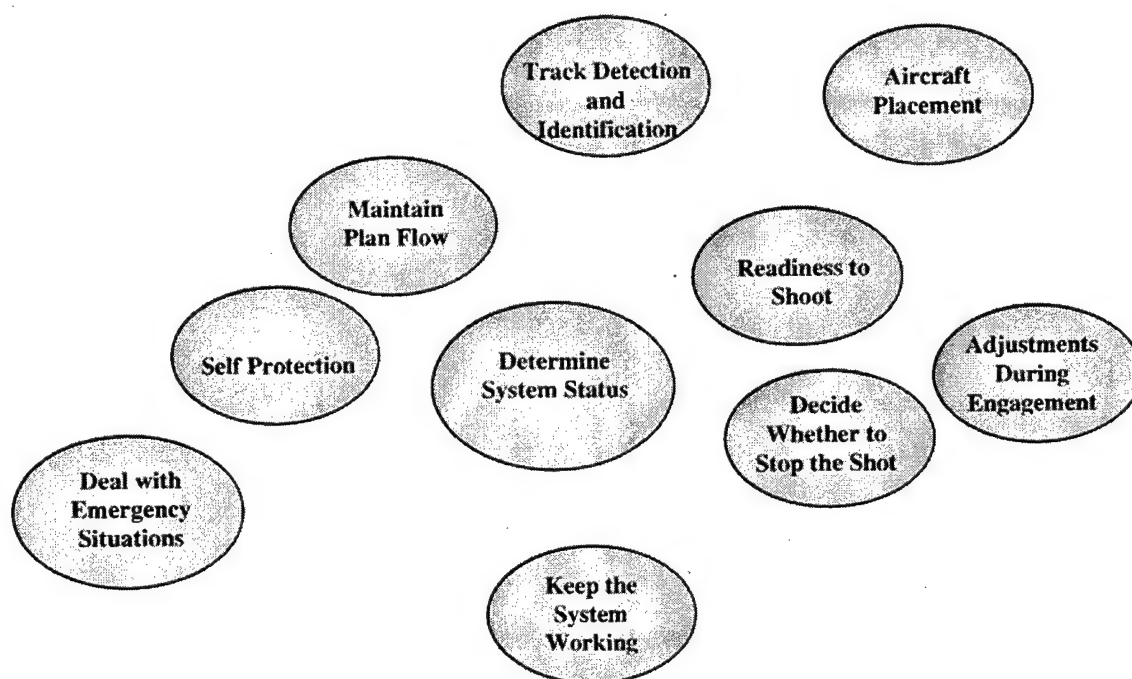 Track Detection
and
Identification
Aircraft
Placement
Maintain
Plan Flow
Readiness to
Shoot
Self Protection
Determine
System Status
Adjustments
During
Engagement
Decide
Whether to
Stop the Shot
Deal with
Emergency
Situations
Keep the
System
Working